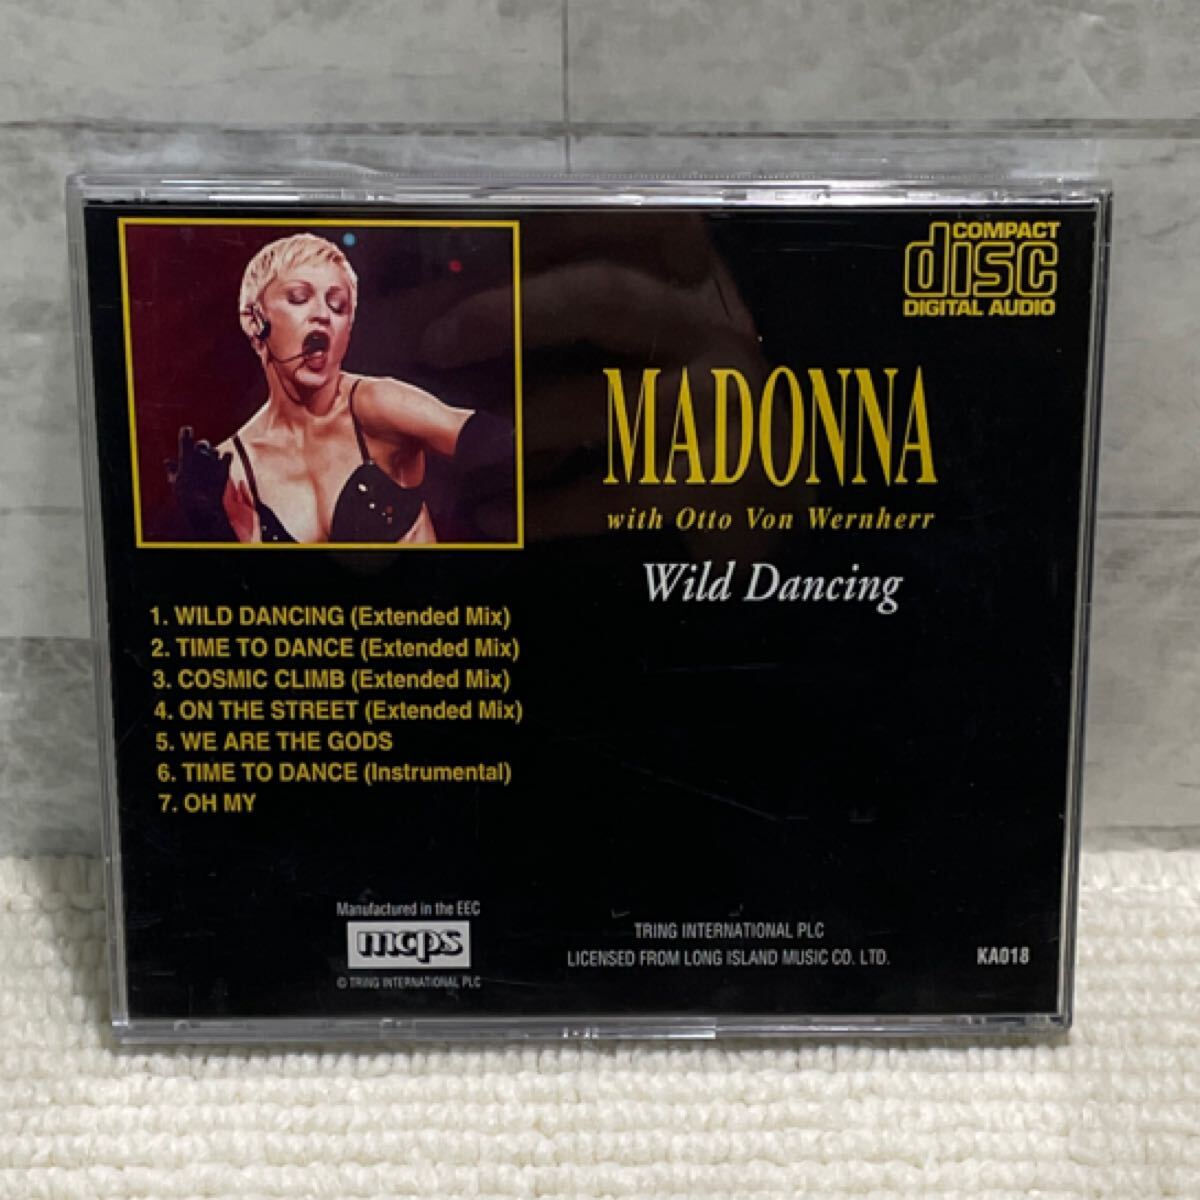 COMPACT
disc
DIGITAL AUDIO
MADONNA
with Otto Von Wernherr
Wild Dancing
1. WILD DANCING (Extended Mix)
2. TIME TO DANCE (Extended Mix)
3. COSMIC CLIMB (Extended Mix)
4. ON THE STREET (Extended Mix)
5. WE ARE THE GODS
6. TIME TO DANCE (Instrumental)
7. OH MY
Manufactured in the EEC
mcps
© TRING INTERNATIONAL PLC
TRING INTERNATIONAL PLC
LICENSED FROM LONG ISLAND MUSIC CO. LTD.
KA018